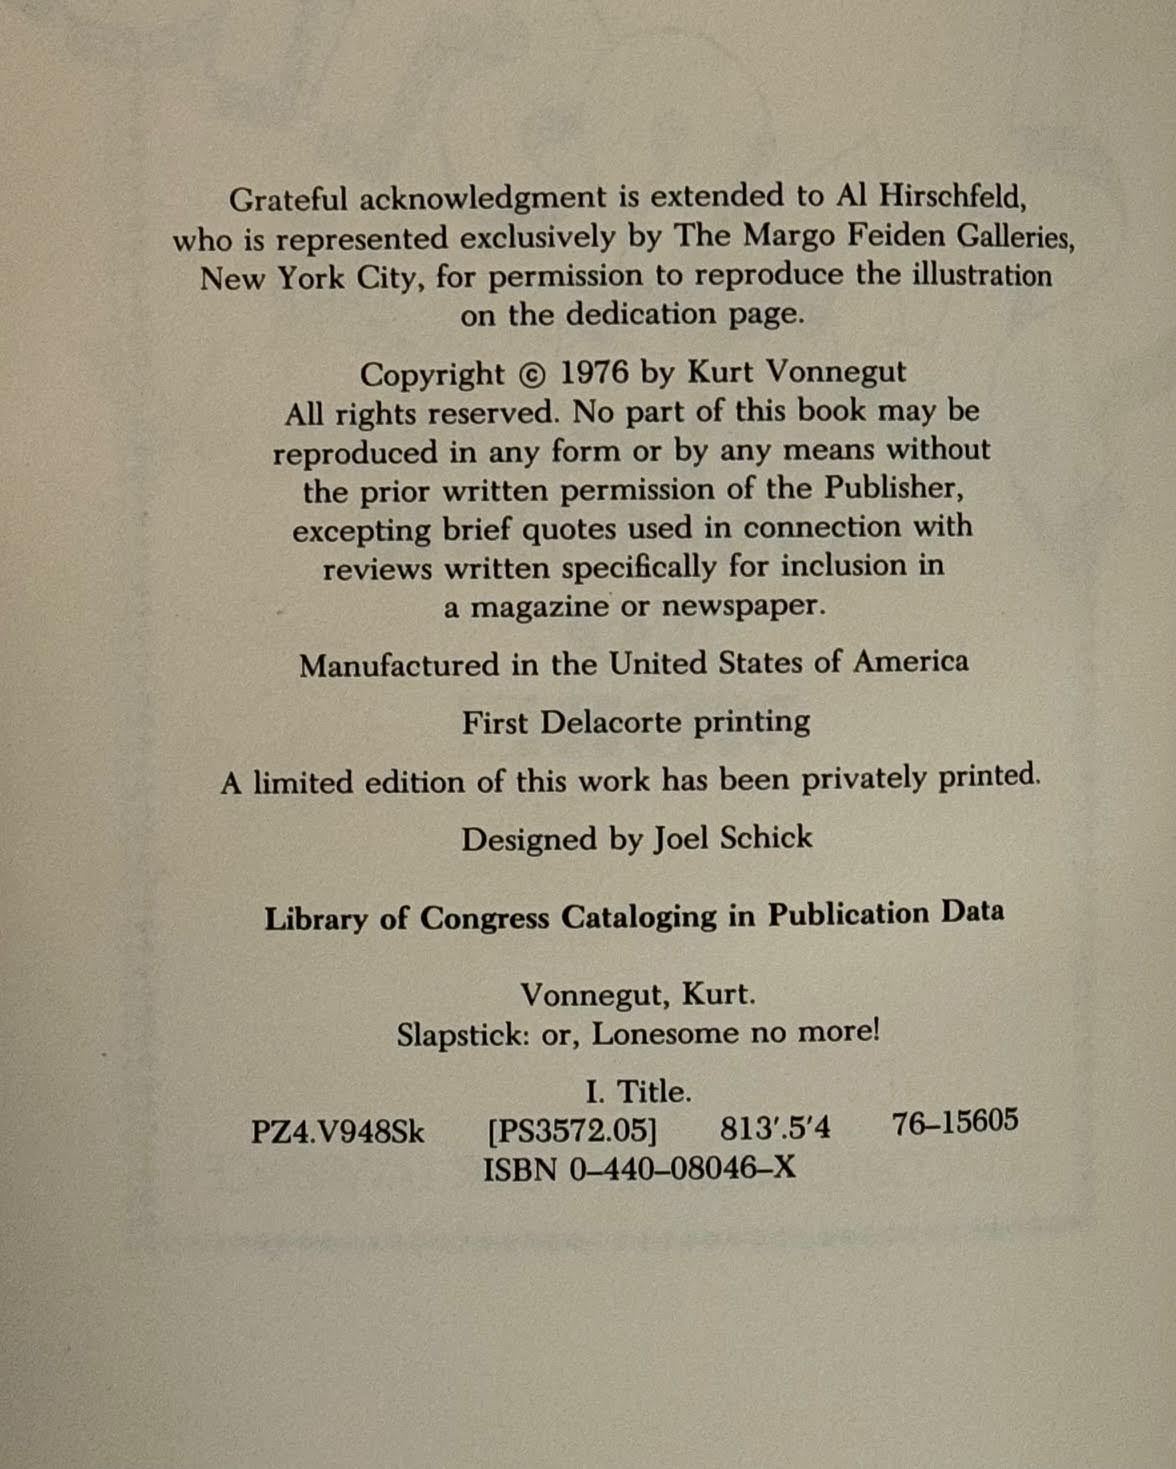 Grateful acknowledgment is extended to Al Hirschfeld,
who is represented exclusively by The Margo Feiden Galleries,
New York City, for permission to reproduce the illustration
on the dedication page.
Copyright © 1976 by Kurt Vonnegut
All rights reserved. No part of this book may be
reproduced in any form or by any means without
the prior written permission of the Publisher,
excepting brief quotes used in connection with
reviews written specifically for inclusion in
a magazine or newspaper.
Manufactured in the United States of America
First Delacorte printing
A limited edition of this work has been privately printed.
Designed by Joel Schick
Library of Congress Cataloging in Publication Data
Vonnegut, Kurt.
Slapstick: or, Lonesome no more!
I. Title.
PZ4.V948Sk [PS3572.05] 813′.5′4 76–15605
ISBN 0–440–08046–X